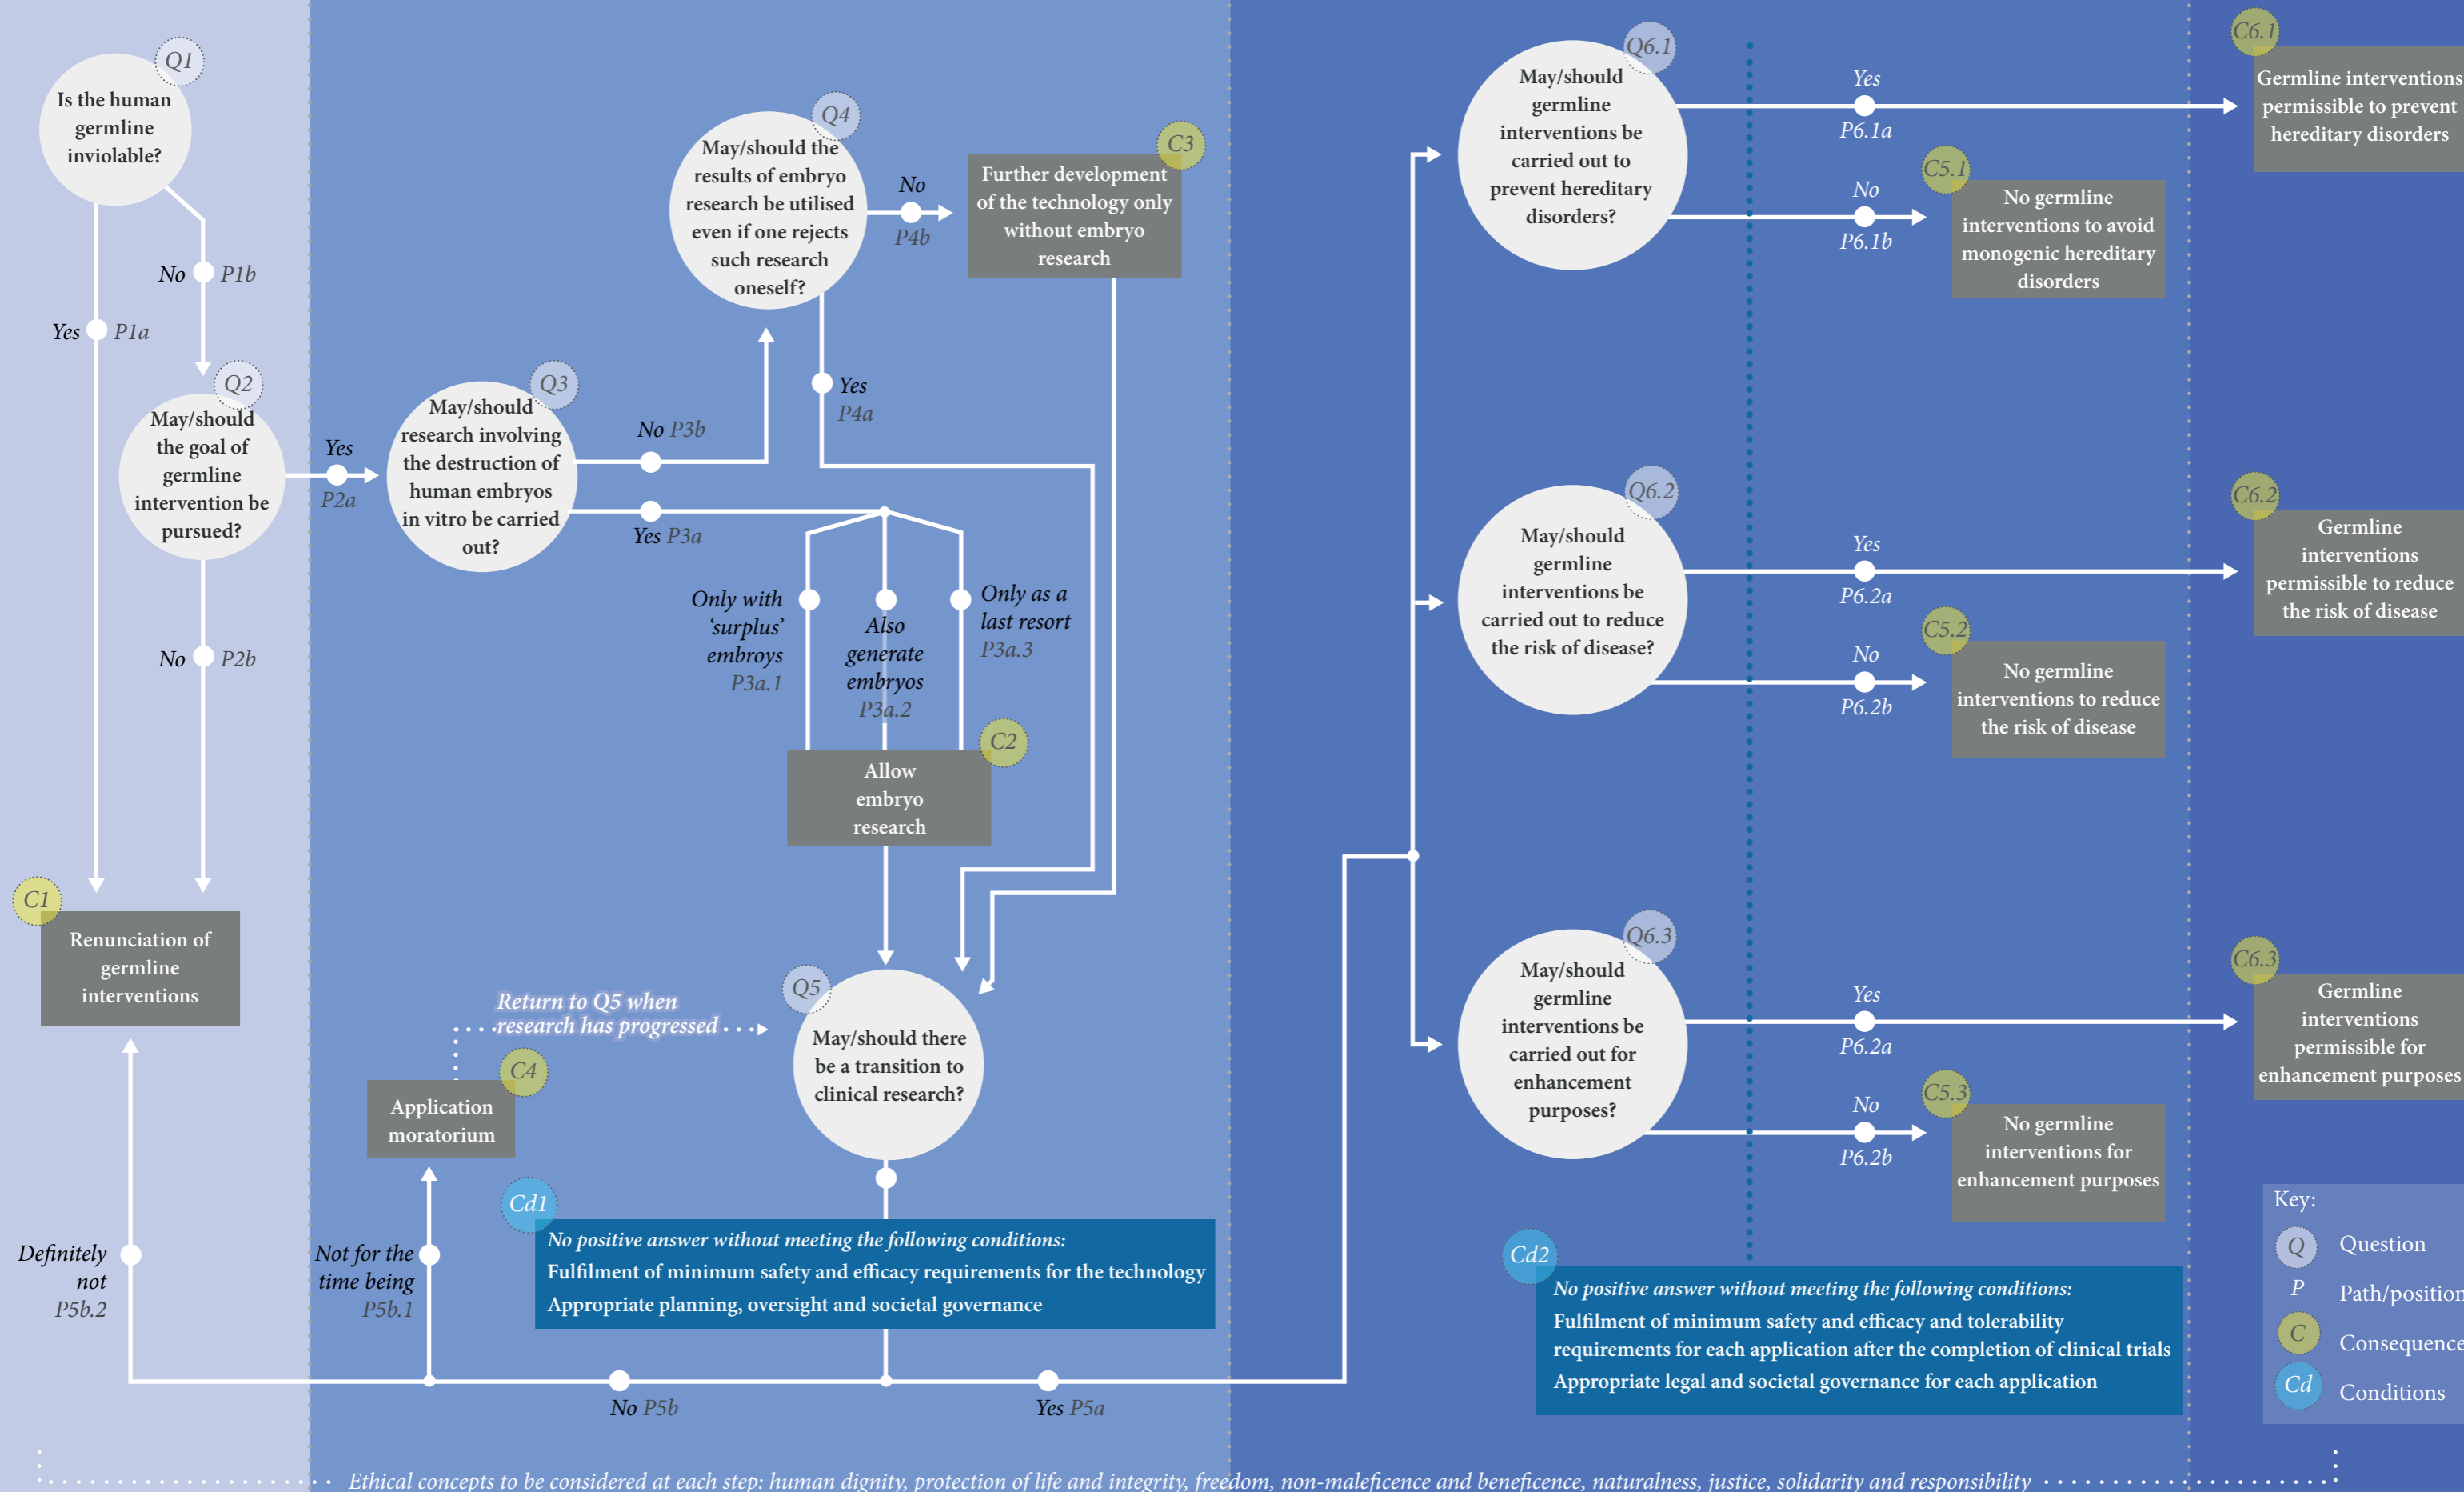 Q1
Is the human
germline
inviolable?
No P1b
Yes P1a
Q2
May/should
the goal of
germline
intervention be
pursued?
Yes
P2a
No P2b
C1
Renunciation of
germline
interventions
Definitely
not
P5b.2
Q3
May/should
research involving
the destruction of
human embryos
in vitro be carried
out?
No P3b
Yes P3a
Q4
May/should the
results of embryo
research be utilised
even if one rejects
such research
oneself?
No
P4b
Yes
P4a
C3
Further development
of the technology only
without embryo
research
Only with
‘surplus’
embroys
P3a.1
Also
generate
embryos
P3a.2
Only as a
last resort
P3a.3
C2
Allow
embryo
research
Return to Q5 when
research has progressed
Q5
May/should there
be a transition to
clinical research?
C4
Application
moratorium
Not for the
time being
P5b.1
Cd1
No positive answer without meeting the following conditions:
Fulfilment of minimum safety and efficacy requirements for the technology
Appropriate planning, oversight and societal governance
No P5b
Yes P5a
Q6.1
May/should
germline
interventions be
carried out to
prevent hereditary
disorders?
Yes
P6.1a
No
P6.1b
C5.1
No germline
interventions to avoid
monogenic hereditary
disorders
C6.1
Germline interventions
permissible to prevent
hereditary disorders
Q6.2
May/should
germline
interventions be
carried out to reduce
the risk of disease?
Yes
P6.2a
No
P6.2b
C5.2
No germline
interventions to reduce
the risk of disease
C6.2
Germline
interventions
permissible to reduce
the risk of disease
Q6.3
May/should
germline
interventions be
carried out for
enhancement
purposes?
Yes
P6.2a
No
P6.2b
C5.3
No germline
interventions for
enhancement purposes
C6.3
Germline
interventions
permissible for
enhancement purposes
Cd2
No positive answer without meeting the following conditions:
Fulfilment of minimum safety and efficacy and tolerability
requirements for each application after the completion of clinical trials
Appropriate legal and societal governance for each application
Key:
Q Question
P Path/position
C Consequence
Cd Conditions
Ethical concepts to be considered at each step: human dignity, protection of life and integrity, freedom, non-maleficence and beneficence, naturalness, justice, solidarity and responsibility